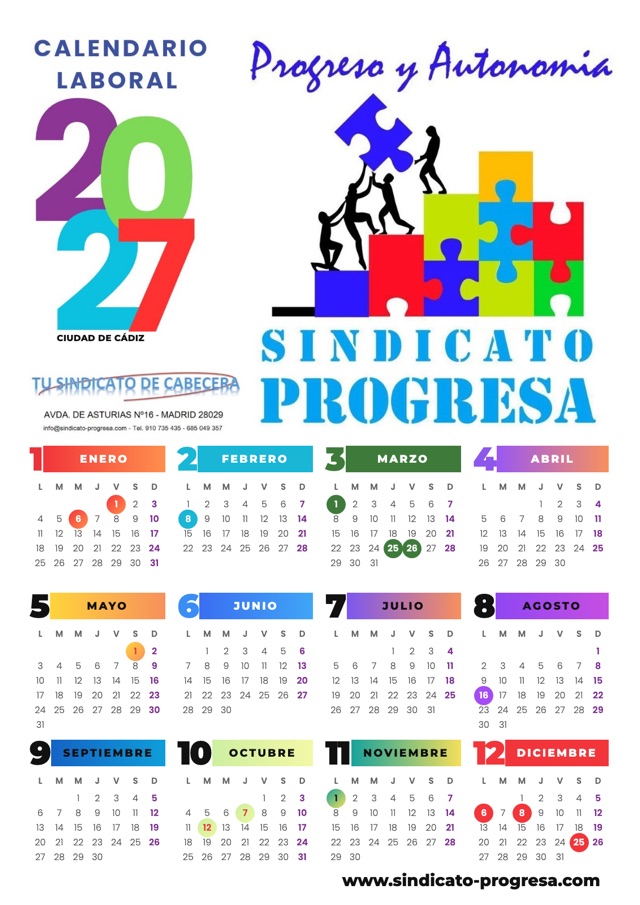 CALENDARIO
LABORAL
2027
CIUDAD DE CÁDIZ
Progreso y Autonomía
SINDICATO
PROGRESA
TU SINDICATO DE CABECERA
AVDA. DE ASTURIAS Nº16 - MADRID 28029
info@sindicato-progresa.com - Tel. 910 735 435 - 685 049 357
1 ENERO
L M M J V S D
1 2 3
4 5 6 7 8 9 10
11 12 13 14 15 16 17
18 19 20 21 22 23 24
25 26 27 28 29 30 31
2 FEBRERO
L M M J V S D
1 2 3 4 5 6 7
8 9 10 11 12 13 14
15 16 17 18 19 20 21
22 23 24 25 26 27 28
3 MARZO
L M M J V S D
1 2 3 4 5 6 7
8 9 10 11 12 13 14
15 16 17 18 19 20 21
22 23 24 25 26 27 28
29 30 31
4 ABRIL
L M M J V S D
1 2 3 4
5 6 7 8 9 10 11
12 13 14 15 16 17 18
19 20 21 22 23 24 25
26 27 28 29 30
5 MAYO
L M M J V S D
1 2
3 4 5 6 7 8 9
10 11 12 13 14 15 16
17 18 19 20 21 22 23
24 25 26 27 28 29 30
31
6 JUNIO
L M M J V S D
1 2 3 4 5 6
7 8 9 10 11 12 13
14 15 16 17 18 19 20
21 22 23 24 25 26 27
28 29 30
7 JULIO
L M M J V S D
1 2 3 4
5 6 7 8 9 10 11
12 13 14 15 16 17 18
19 20 21 22 23 24 25
26 27 28 29 30 31
8 AGOSTO
L M M J V S D
1
2 3 4 5 6 7 8
9 10 11 12 13 14 15
16 17 18 19 20 21 22
23 24 25 26 27 28 29
30 31
9 SEPTIEMBRE
L M M J V S D
1 2 3 4 5
6 7 8 9 10 11 12
13 14 15 16 17 18 19
20 21 22 23 24 25 26
27 28 29 30
10 OCTUBRE
L M M J V S D
1 2 3
4 5 6 7 8 9 10
11 12 13 14 15 16 17
18 19 20 21 22 23 24
25 26 27 28 29 30 31
11 NOVIEMBRE
L M M J V S D
1 2 3 4 5 6 7
8 9 10 11 12 13 14
15 16 17 18 19 20 21
22 23 24 25 26 27 28
29 30
12 DICIEMBRE
L M M J V S D
1 2 3 4 5
6 7 8 9 10 11 12
13 14 15 16 17 18 19
20 21 22 23 24 25 26
27 28 29 30 31
www.sindicato-progresa.com